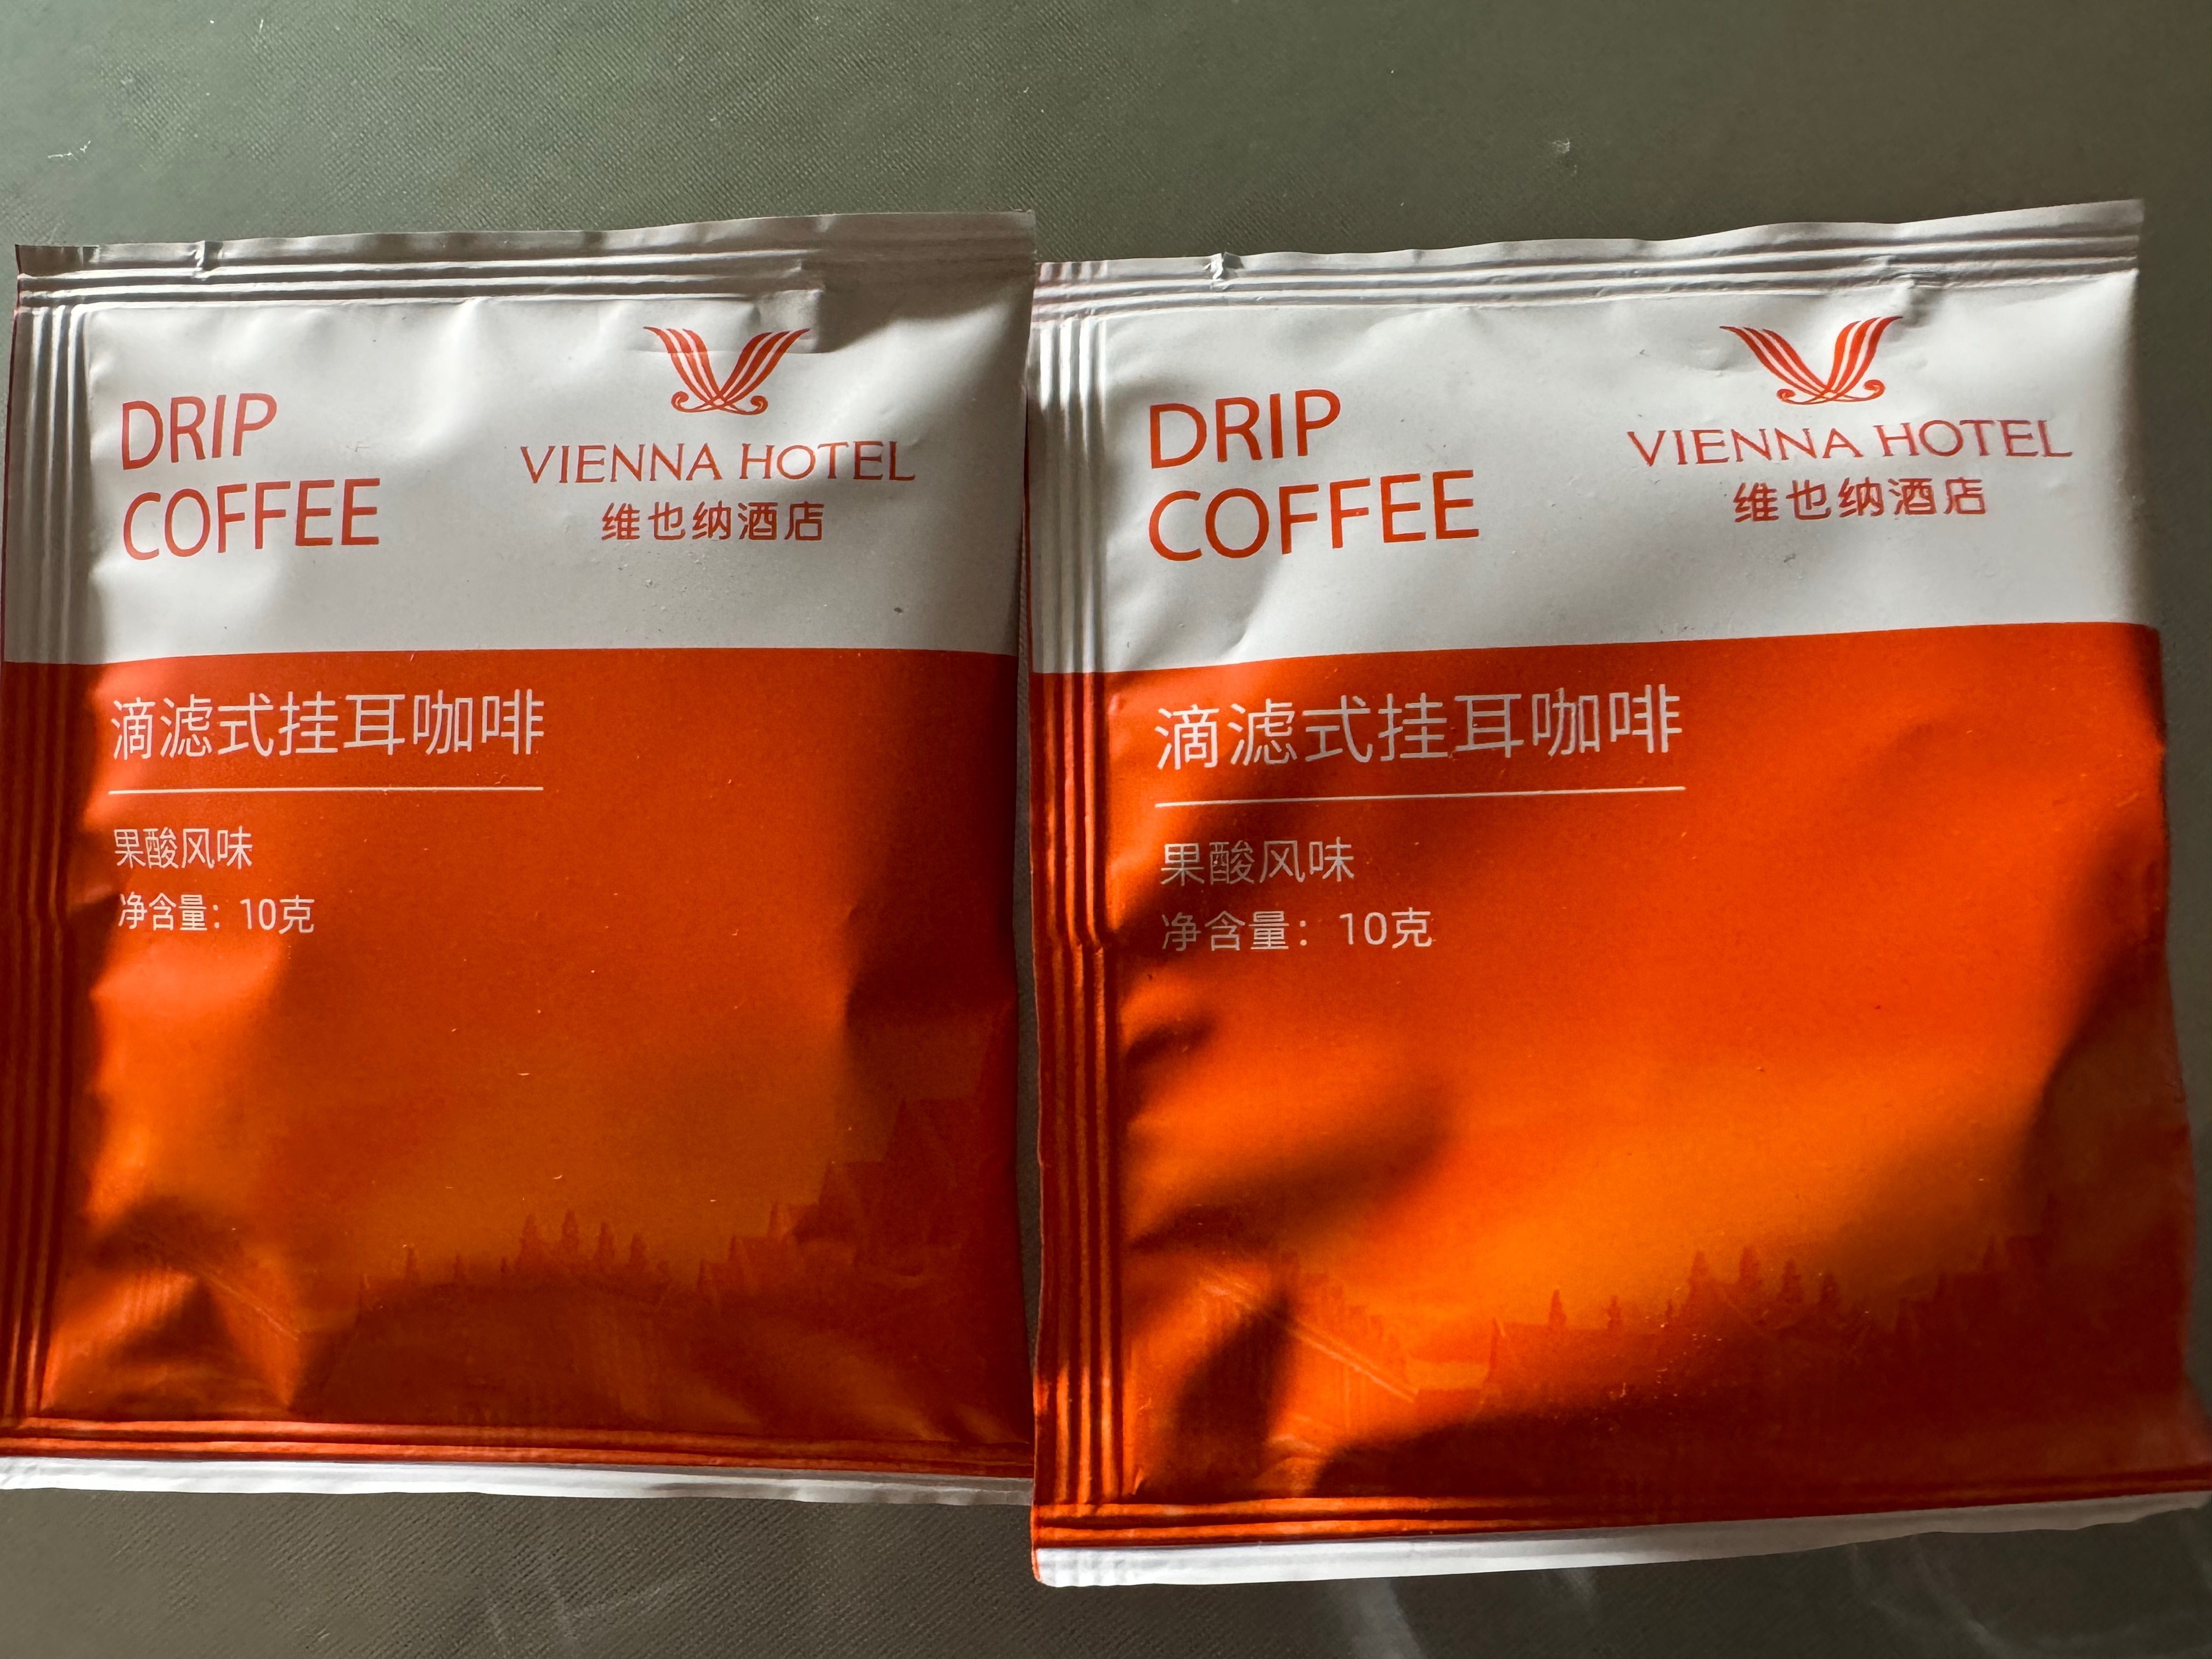 DRIP
COFFEE
VIENNA HOTEL
维也纳酒店
滴滤式挂耳咖啡
果酸风味
净含量：10克
DRIP
COFFEE
VIENNA HOTEL
维也纳酒店
滴滤式挂耳咖啡
果酸风味
净含量：10克